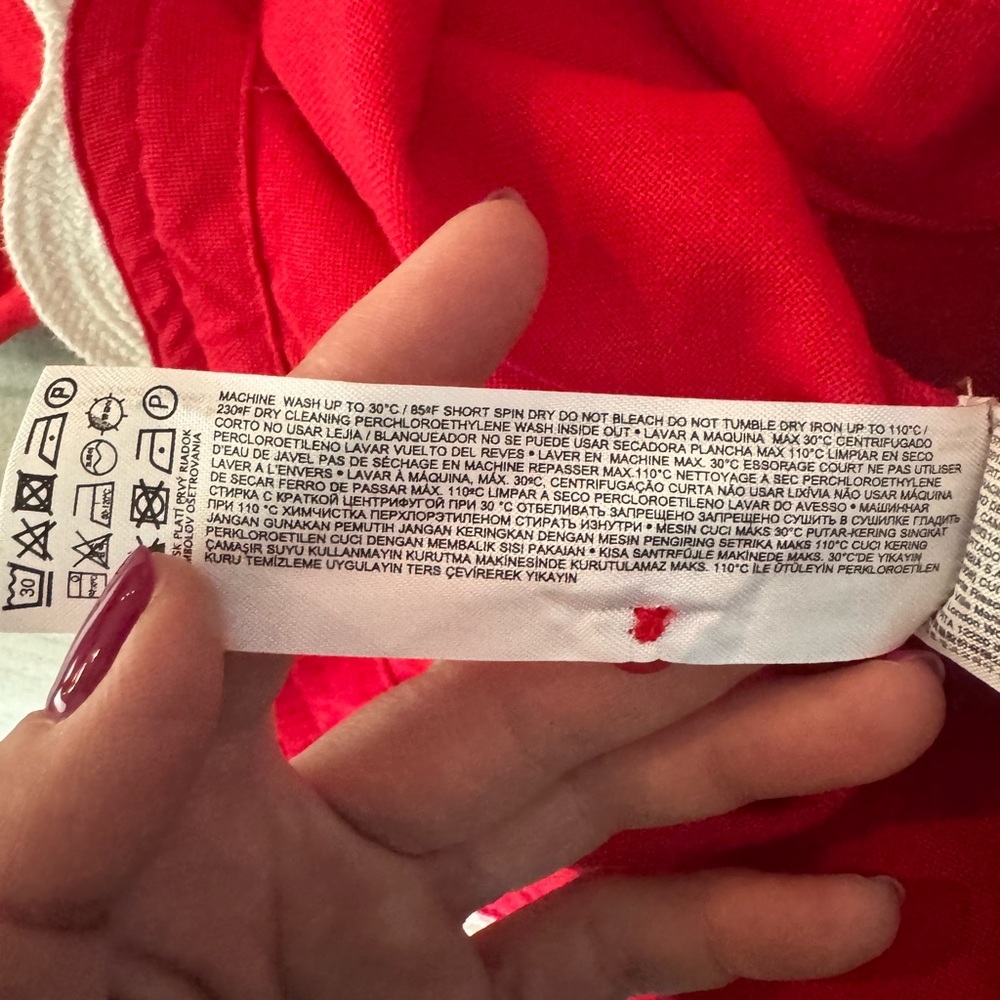 MACHINE WASH UP TO 30°C / 85ºF SHORT SPIN DRY DO NOT BLEACH DO NOT TUMBLE DRY IRON UP TO 110°C /
230ºF DRY CLEANING PERCHLOROETHYLENE WASH INSIDE OUT • LAVAR A MAQUINA MAX 30°C CENTRIFUGADO
CORTO NO USAR LEJIA / BLANQUEADOR NO SE PUEDE USAR SECADORA PLANCHA MAX 110°C LIMPIAR EN SECO
PERCLOROETILENO LAVAR VUELTO DEL REVES • LAVER EN MACHINE MAX. 30°C ESSORAGE COURT NE PAS UTILISER
D'EAU DE JAVEL PAS DE SÉCHAGE EN MACHINE REPASSER MAX.110°C NETTOYAGE A SEC PERCHLOROETHYLENE
LAVER A L'ENVERS • LAVAR À MÁQUINA, MÁX. 30ºC, CENTRIFUGAÇÃO CURTA NÃO USAR LIXÍVIA NÃO USAR MÁQUINA
DE SECAR FERRO DE PASSAR MÁX. 110ºC LIMPAR A SECO PERCLOROETILENO LAVAR DO AVESSO • МАШИННАЯ
СТИРКА С КРАТКОЙ ЦЕНТРИФУГОЙ ПРИ 30 °C ОТБЕЛИВАТЬ ЗАПРЕЩЕНО ЗАПРЕЩЕНО СУШИТЬ В СУШИЛКЕ ГЛАДИТЬ
ПРИ 110 °C ХИМЧИСТКА ПЕРХЛОРЭТИЛЕНОМ СТИРАТЬ ИЗНУТРИ • MESIN CUCI MAKS 30°C PUTAR-KERING SINGKAT
JANGAN GUNAKAN PEMUTIH JANGAN KERINGKAN DENGAN MESIN PENGIRING SETRIKA MAKS 110°C CUCI KERING
PERKLOROETILEN CUCI DENGAN MEMBALIK SISI PAKAIAN • KISA SANTRFÜJLE MAKİNEDE MAKS. 30°C'DE YIKAYIN
ÇAMAŞIR SUYU KULLANMAYIN KURUTMA MAKİNESİNDE KURUTULAMAZ MAKS. 110°C İLE ÜTÜLEYİN PERKLOROETİLEN
KURU TEMİZLEME UYGULAYIN TERS ÇEVİREREK YIKAYIN
SK PLATÍ PRVÝ RIADOK
OŠETROVANIA
P
P
30